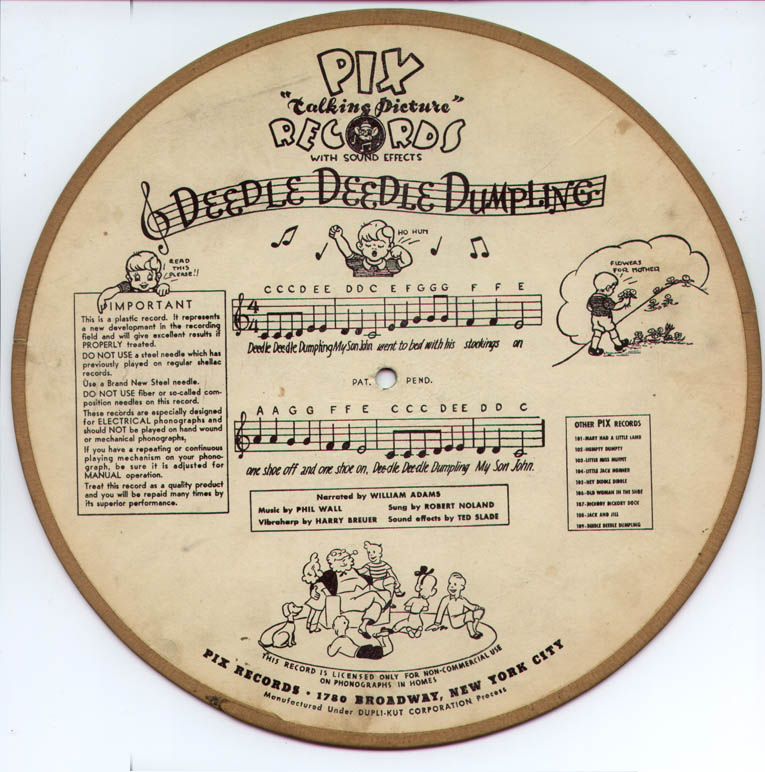 PIX
"Talking Picture"
RECORDS
WITH SOUND EFFECTS
DEEDLE DEEDLE DUMPLING
HO HUM
READ
THIS
PLEASE!!
FLOWERS
FOR MOTHER
IMPORTANT
This is a plastic record. It represents
a new development in the recording
field and will give excellent results if
PROPERLY treated.
DO NOT USE a steel needle which has
previously played on regular shellac
records.
Use a Brand New Steel needle.
DO NOT USE fiber or so-called com-
position needles on this record.
These records are especially designed
for ELECTRICAL phonographs and
should NOT be played on hand wound
or mechanical phonographs,
If you have a repeating or continuous
playing mechanism on your phono-
graph, be sure it is adjusted for
MANUAL operation.
Treat this record as a quality product
and you will be repaid many times by
its superior performance.
C C C D E E D D C E F G G G F F E
4
4
Deedle Deedle Dumpling My Son John went to bed with his stockings on
PAT. PEND.
A A G G F F E C C C D E E D D C
one shoe off and one shoe on, Dee-dle Dee-dle Dumpling My Son John.
Narrated by WILLIAM ADAMS
Music by PHIL WALL Sung by ROBERT NOLAND
Vibraharp by HARRY BREUER Sound effects by TED SLADE
OTHER PIX RECORDS
101-MARY HAD A LITTLE LAMB
102-HUMPTY DUMPTY
103-LITTLE MISS MUFFET
104-LITTLE JACK HORNER
105-HEY DIDDLE DIDDLE
106-OLD WOMAN IN THE SHOE
107-HICKORY DICKORY DOCK
108-JACK AND JILL
109-DEEDLE DEEDLE DUMPLING
THIS RECORD IS LICENSED ONLY FOR NON-COMMERCIAL USE
ON PHONOGRAPHS IN HOMES
PIX RECORDS • 1780 BROADWAY, NEW YORK CITY
Manufactured Under DUPLI-KUT CORPORATION Process